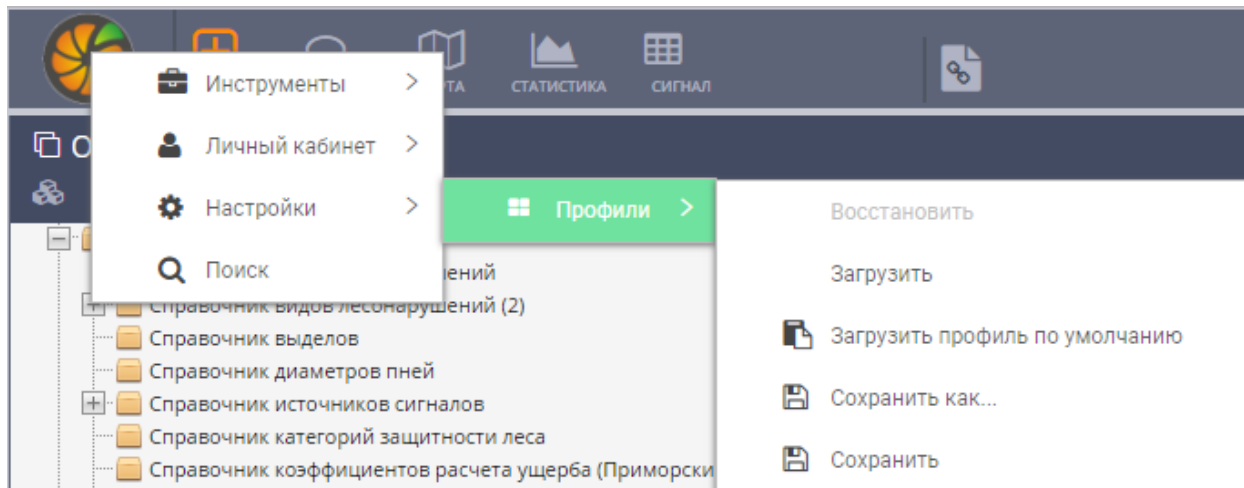 СТАТИСТИКА
СИГНАЛ
Инструменты
Личный кабинет
Настройки
Поиск
Профили
Восстановить
Загрузить
Загрузить профиль по умолчанию
Сохранить как...
Сохранить
Справочник видов лесонарушений (2)
Справочник выделов
Справочник диаметров пней
Справочник источников сигналов
Справочник категорий защитности леса
Справочник коэффициентов расчета ущерба (Приморски